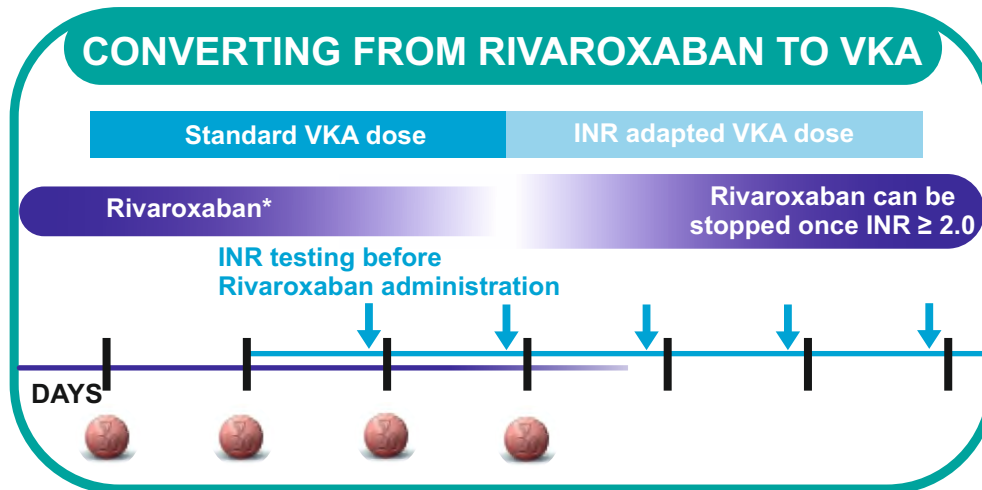 CONVERTING FROM RIVAROXABAN TO VKA
Standard VKA dose
INR adapted VKA dose
Rivaroxaban*
Rivaroxaban can be
stopped once INR ≥ 2.0
INR testing before
Rivaroxaban administration
DAYS